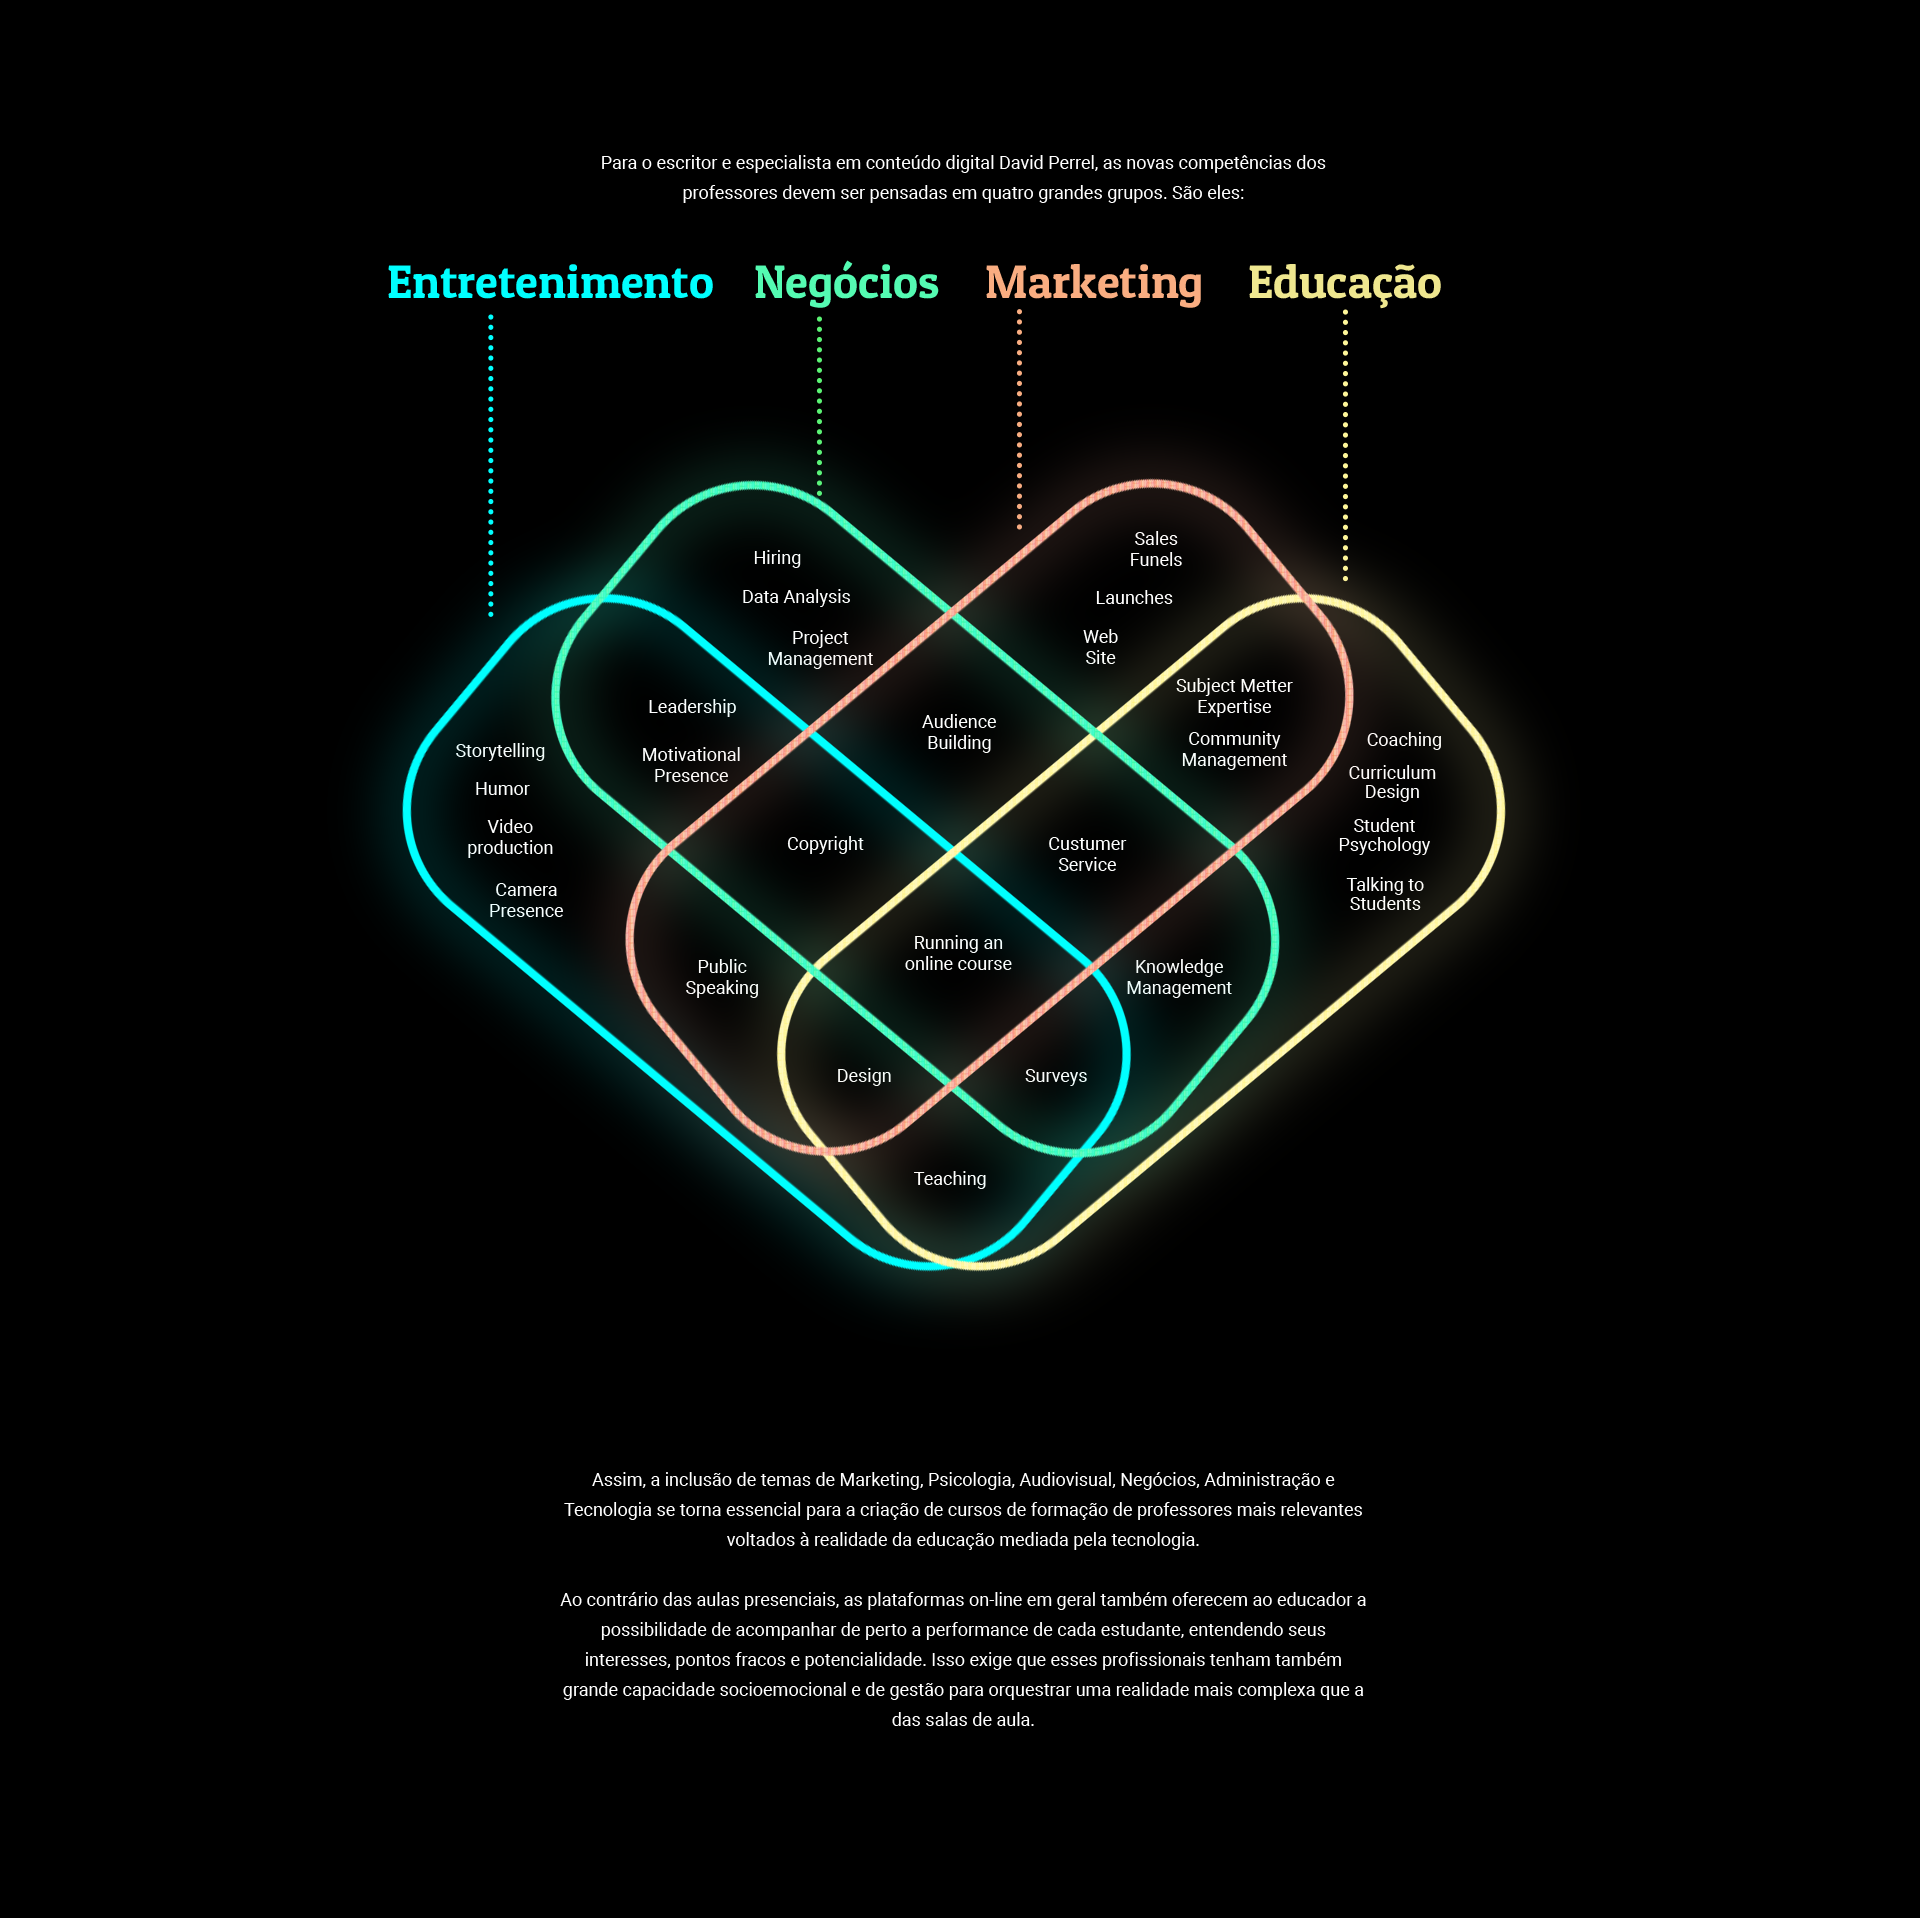 Para o escritor e especialista em conteúdo digital David Perrel, as novas competências dos
professores devem ser pensadas em quatro grandes grupos. São eles:
Entretenimento
Negócios
Marketing
Educação
Hiring
Data Analysis
Project
Management
Sales
Funels
Launches
Web
Site
Leadership
Motivational
Presence
Audience
Building
Subject Metter
Expertise
Community
Management
Storytelling
Humor
Video
production
Camera
Presence
Coaching
Curriculum
Design
Student
Psychology
Talking to
Students
Copyright
Custumer
Service
Public
Speaking
Running an
online course
Knowledge
Management
Design
Surveys
Teaching
Assim, a inclusão de temas de Marketing, Psicologia, Audiovisual, Negócios, Administração e
Tecnologia se torna essencial para a criação de cursos de formação de professores mais relevantes
voltados à realidade da educação mediada pela tecnologia.
Ao contrário das aulas presenciais, as plataformas on-line em geral também oferecem ao educador a
possibilidade de acompanhar de perto a performance de cada estudante, entendendo seus
interesses, pontos fracos e potencialidade. Isso exige que esses profissionais tenham também
grande capacidade socioemocional e de gestão para orquestrar uma realidade mais complexa que a
das salas de aula.